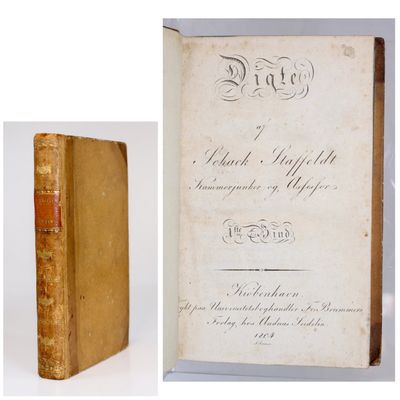 Digte
af
Schack Staffeldt
Kammerjunker og Assessor
1ste Bind
Kiöbenhavn.
Trykt paa Universitetsboghandler Fr. Brummers
Forlag, hos Andreas Seidelin
1804